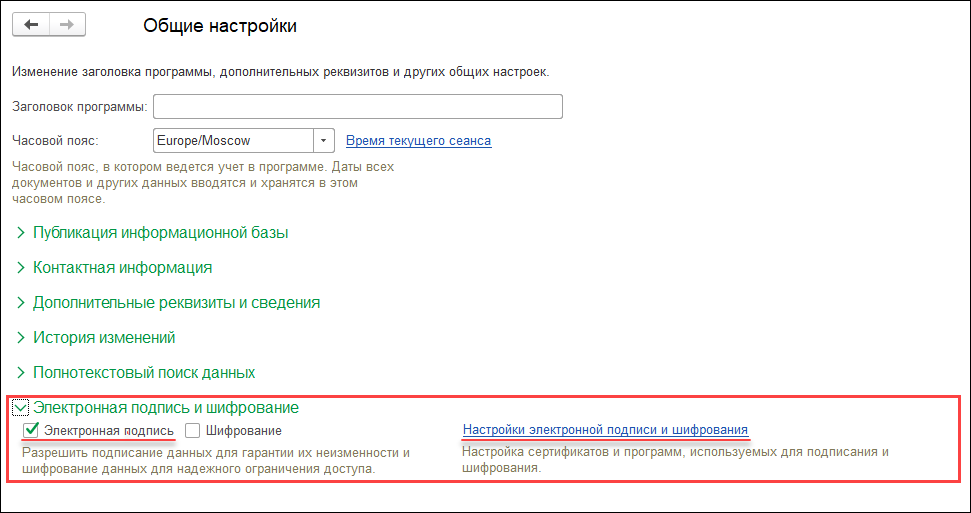 Общие настройки
Изменение заголовка программы, дополнительных реквизитов и других общих настроек.
Заголовок программы:
Часовой пояс: Europe/Moscow Время текущего сеанса
Часовой пояс, в котором ведется учет в программе. Даты всех
документов и других данных вводятся и хранятся в этом
часовом поясе.
Публикация информационной базы
Контактная информация
Дополнительные реквизиты и сведения
История изменений
Полнотекстовый поиск данных
Электронная подпись и шифрование
Электронная подпись Шифрование Настройки электронной подписи и шифрования
Разрешить подписание данных для гарантии их неизменности и
шифрование данных для надежного ограничения доступа.
Настройка сертификатов и программ, используемых для подписания и
шифрования.